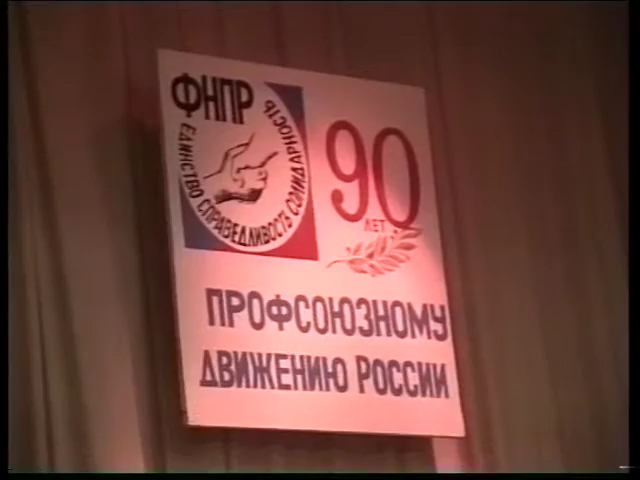 ФНПР
ЕДИНСТВО СПРАВЕДЛИВОСТЬ СОЛИДАРНОСТЬ
90
ЛЕТ
ПРОФСОЮЗНОМУ
ДВИЖЕНИЮ РОССИИ